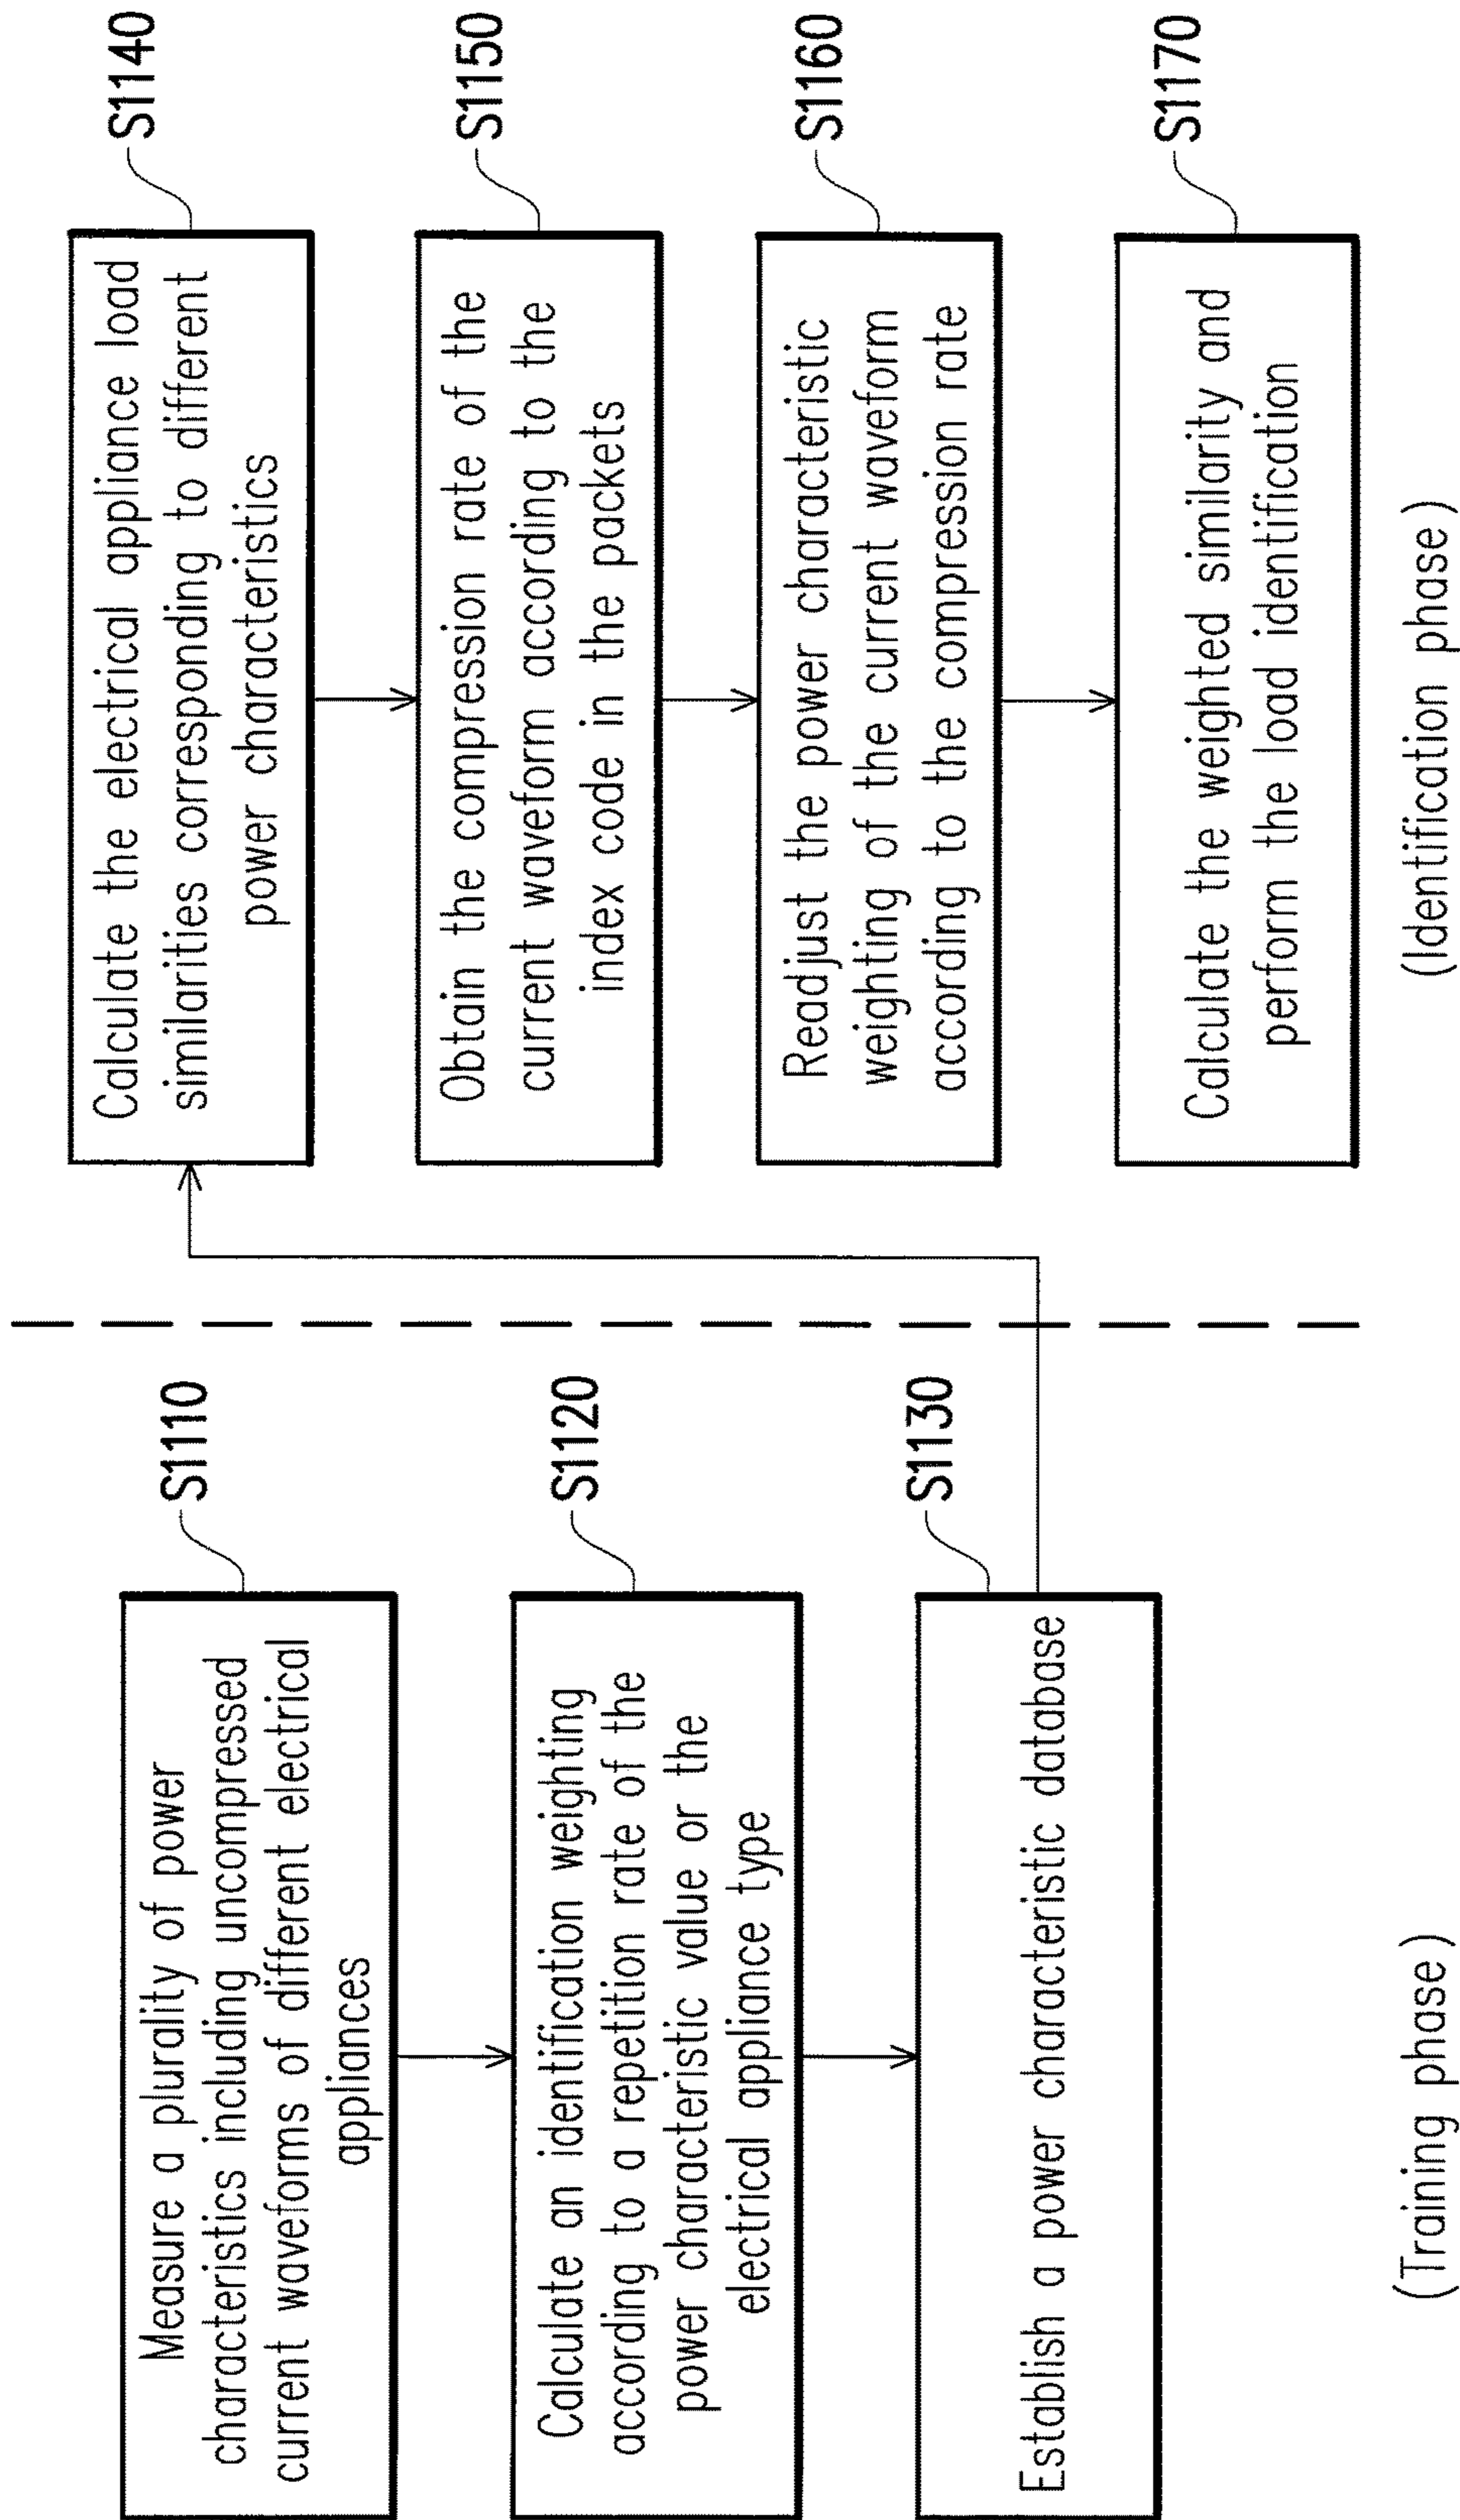 Measure a plurality of power
characteristics including uncompressed
current waveforms of different electrical
appliances
S1110
Calculate an identification weighting
according to a repetition rate of the
power characteristic value or the
electrical appliance type
S1120
Establish a power characteristic database
S1130
(Training phase)
Calculate the electrical appliance load
similarities corresponding to different
power characteristics
S1140
Obtain the compression rate of the
current waveform according to the
index code in the packets
S1150
Readjust the power characteristic
weighting of the current waveform
according to the compression rate
S1160
Calculate the weighted similarity and
perform the load identification
S1170
(Identification phase)